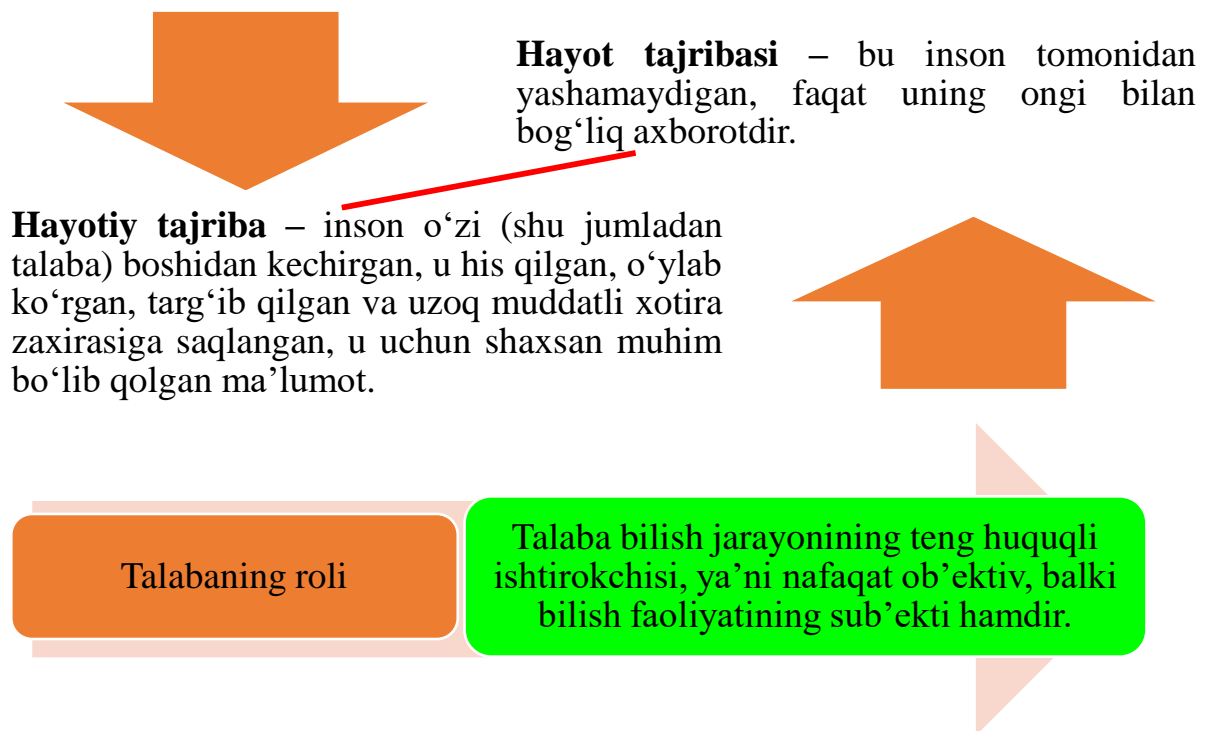 Hayot tajribasi – bu inson tomonidan
yashamaydigan, faqat uning ongi bilan
bog‘liq axborotdir.
Hayotiy tajriba – inson o‘zi (shu jumladan
talaba) boshidan kechirgan, u his qilgan, o‘ylab
ko‘rgan, targ‘ib qilgan va uzoq muddatli xotira
zaxirasiga saqlangan, u uchun shaxsan muhim
bo‘lib qolgan ma’lumot.
Talabaning roli
Talaba bilish jarayonining teng huquqli
ishtirokchisi, ya’ni nafaqat ob’ektiv, balki
bilish faoliyatining sub’ekti hamdir.